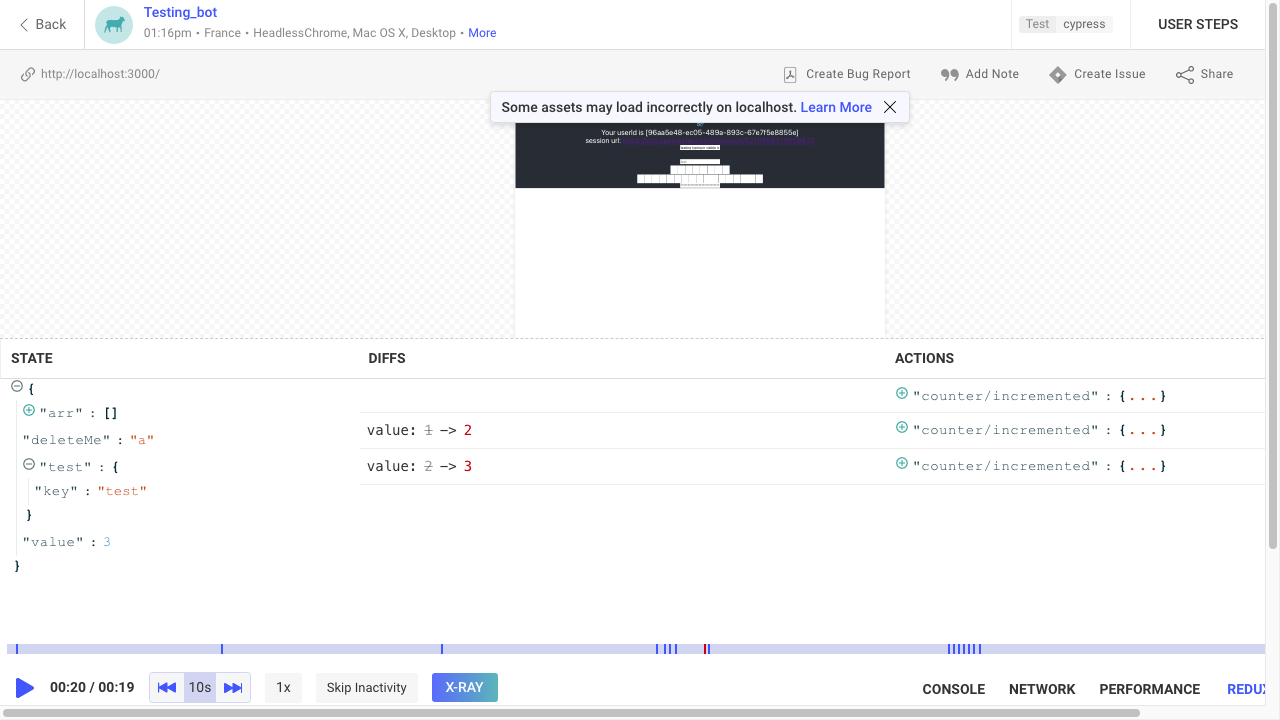 Back
Testing_bot
01:16pm • France • HeadlessChrome, Mac OS X, Desktop • More
Test cypress
USER STEPS
http://localhost:3000/
Create Bug Report
Add Note
Create Issue
Share
Some assets may load incorrectly on localhost. Learn More
Your userId is [96aa5e48-ec05-489a-893c-67e7f5e8855e]
session url:
STATE
DIFFS
ACTIONS
{
"arr" : []
"deleteMe" : "a"
"test" : {
"key" : "test"
}
"value" : 3
}
value: 1 -> 2
value: 2 -> 3
"counter/incremented" : {...}
"counter/incremented" : {...}
"counter/incremented" : {...}
00:20 / 00:19
10s
1x
Skip Inactivity
X-RAY
CONSOLE
NETWORK
PERFORMANCE
REDUX